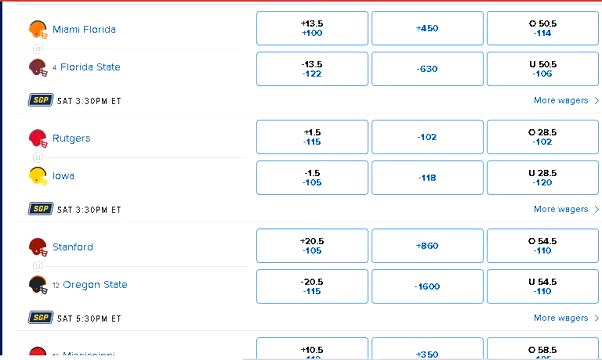 Miami Florida +13.5 +100 +450 O 50.5 -114
@
4 Florida State -13.5 -122 -630 U 50.5 -106
SGP SAT 3:30PM ET More wagers >
Rutgers +1.5 -115 -102 O 28.5 -102
@
Iowa -1.5 -105 -118 U 28.5 -120
SGP SAT 3:30PM ET More wagers >
Stanford +20.5 -105 +860 O 54.5 -110
@
12 Oregon State -20.5 -115 -1600 U 54.5 -110
SGP SAT 5:30PM ET More wagers >
Mississippi +10.5 +350 O 58.5